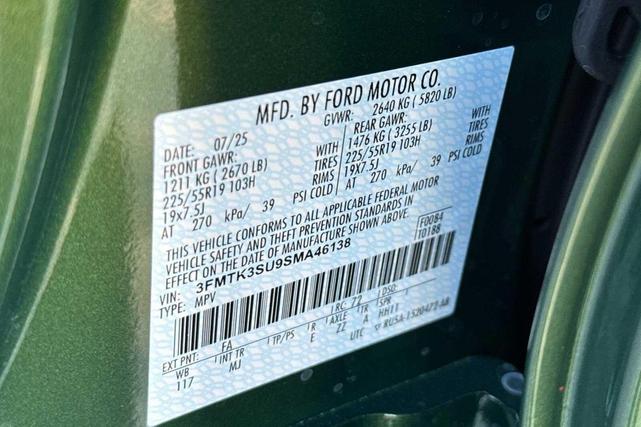 MFD. BY FORD MOTOR CO.
DATE: 07/25
GVWR: 2640 KG ( 5820 LB)
FRONT GAWR:
REAR GAWR:
1211 KG ( 2670 LB) WITH
1476 KG ( 3255 LB) WITH
225/55R19 103H TIRES
225/55R19 103H TIRES
19x7.5J RIMS
19x7.5J RIMS
AT 270 kPa/ 39 PSI COLD
AT 270 kPa/ 39 PSI COLD
THIS VEHICLE CONFORMS TO ALL APPLICABLE FEDERAL MOTOR
VEHICLE SAFETY AND THEFT PREVENTION STANDARDS IN
EFFECT ON THE DATE OF MANUFACTURE SHOWN ABOVE.
VIN: 3FMTK3SU9SMA46138
TYPE: MPV
F0084
T0188
EXT PNT: FA RC: 72 DSO:
WB INT TR TP/PS R AXLE TR SPR
117 MJ E ZZ A HH11
UTC